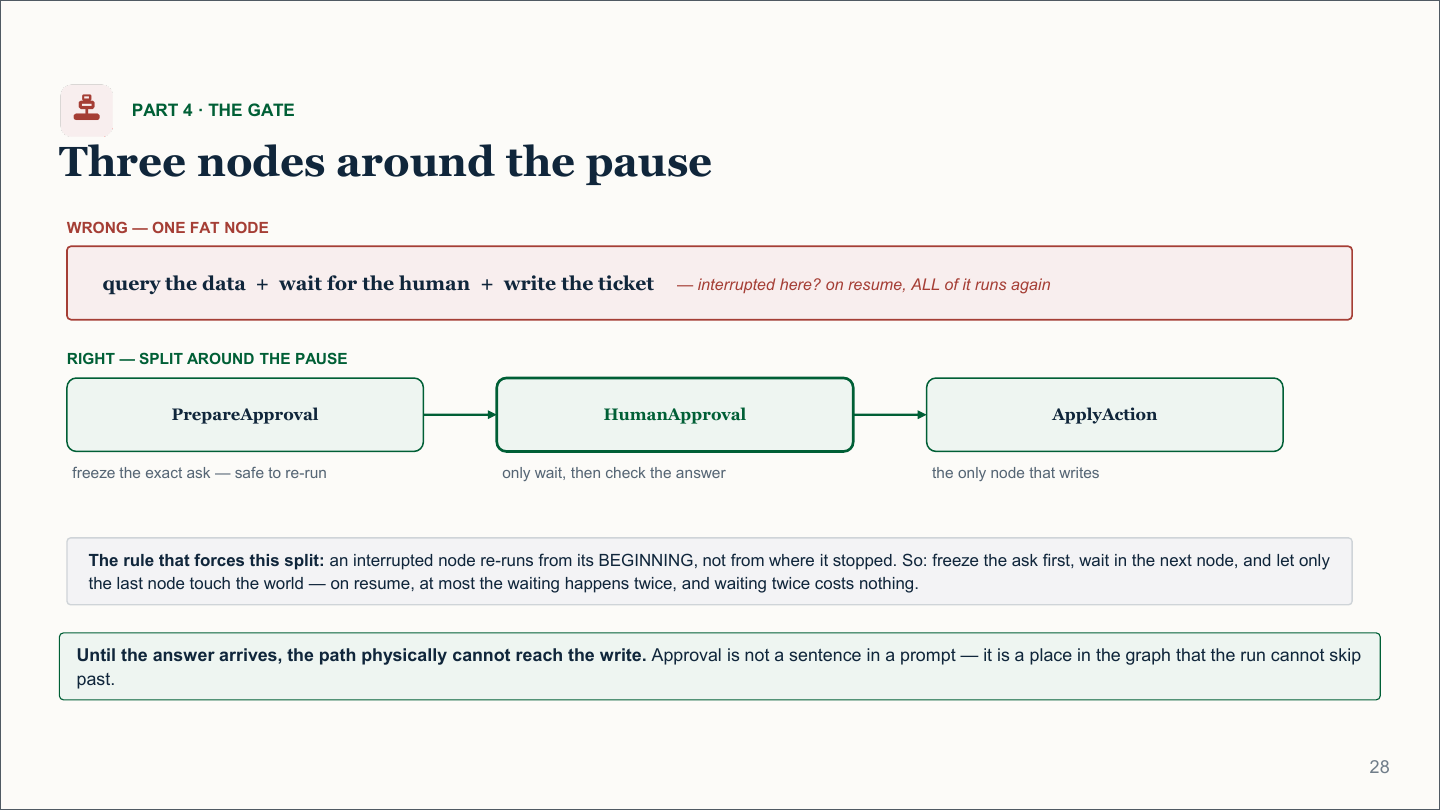 PART 4 · THE GATE
Three nodes around the pause
WRONG — ONE FAT NODE
query the data + wait for the human + write the ticket — interrupted here? on resume, ALL of it runs again
RIGHT — SPLIT AROUND THE PAUSE
PrepareApproval
HumanApproval
ApplyAction
freeze the exact ask — safe to re-run
only wait, then check the answer
the only node that writes
The rule that forces this split: an interrupted node re-runs from its BEGINNING, not from where it stopped. So: freeze the ask first, wait in the next node, and let only
the last node touch the world — on resume, at most the waiting happens twice, and waiting twice costs nothing.
Until the answer arrives, the path physically cannot reach the write. Approval is not a sentence in a prompt — it is a place in the graph that the run cannot skip
past.
28